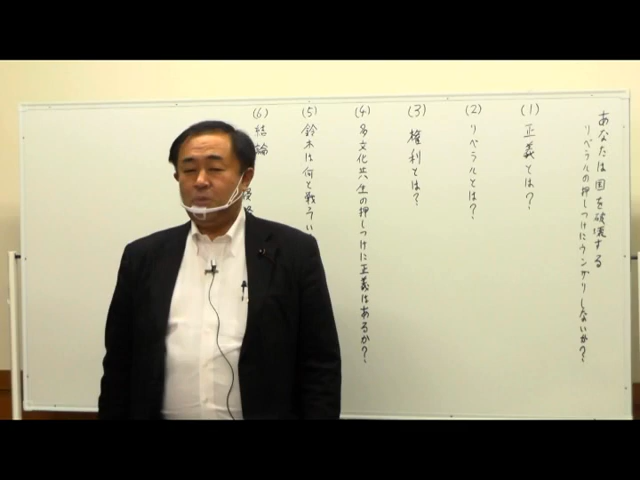 あなたは国を破壊する
リベラルの押しつけにウンザリしないか?
(1) 正義とは?
(2) リベラルとは?
(3) 権利とは?
(4) 多文化共生の押しつけに正義はあるか?
(5) 鈴木は何と戦う
(6) 結論